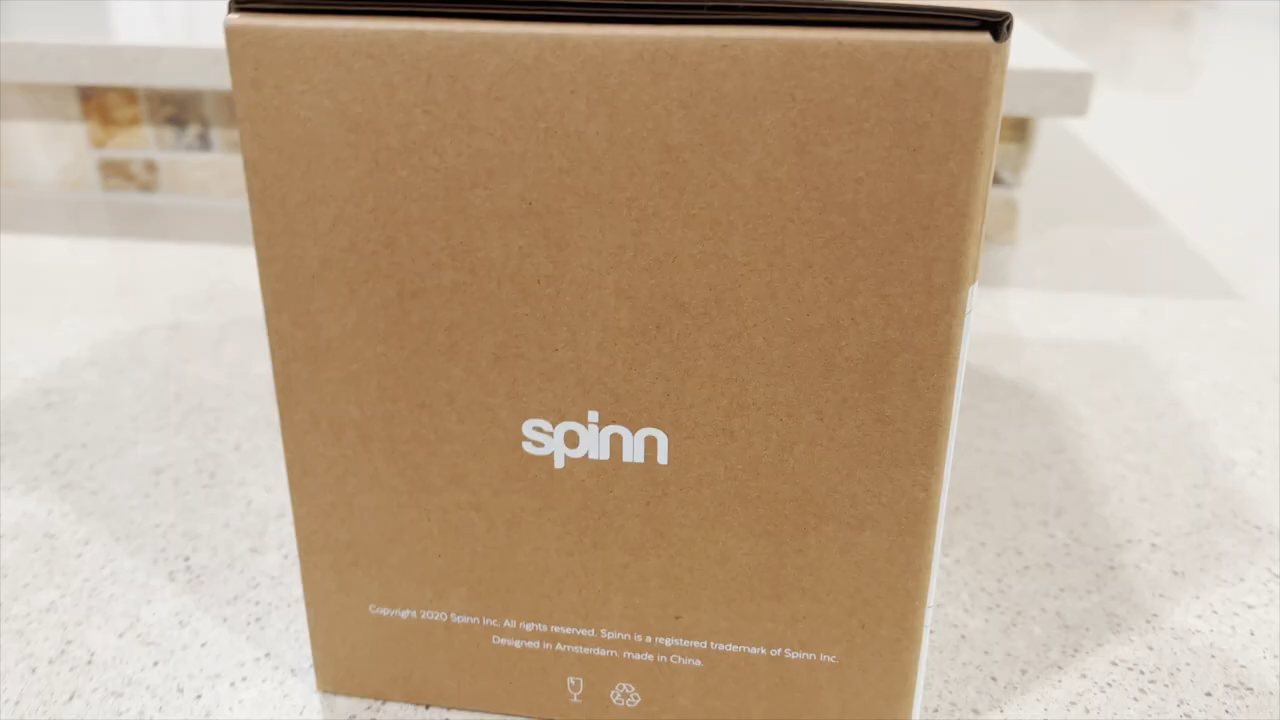 spinn
Copyright 2020 Spinn Inc. All rights reserved. Spinn is a registered trademark of Spinn Inc.
Designed in Amsterdam, made in China.